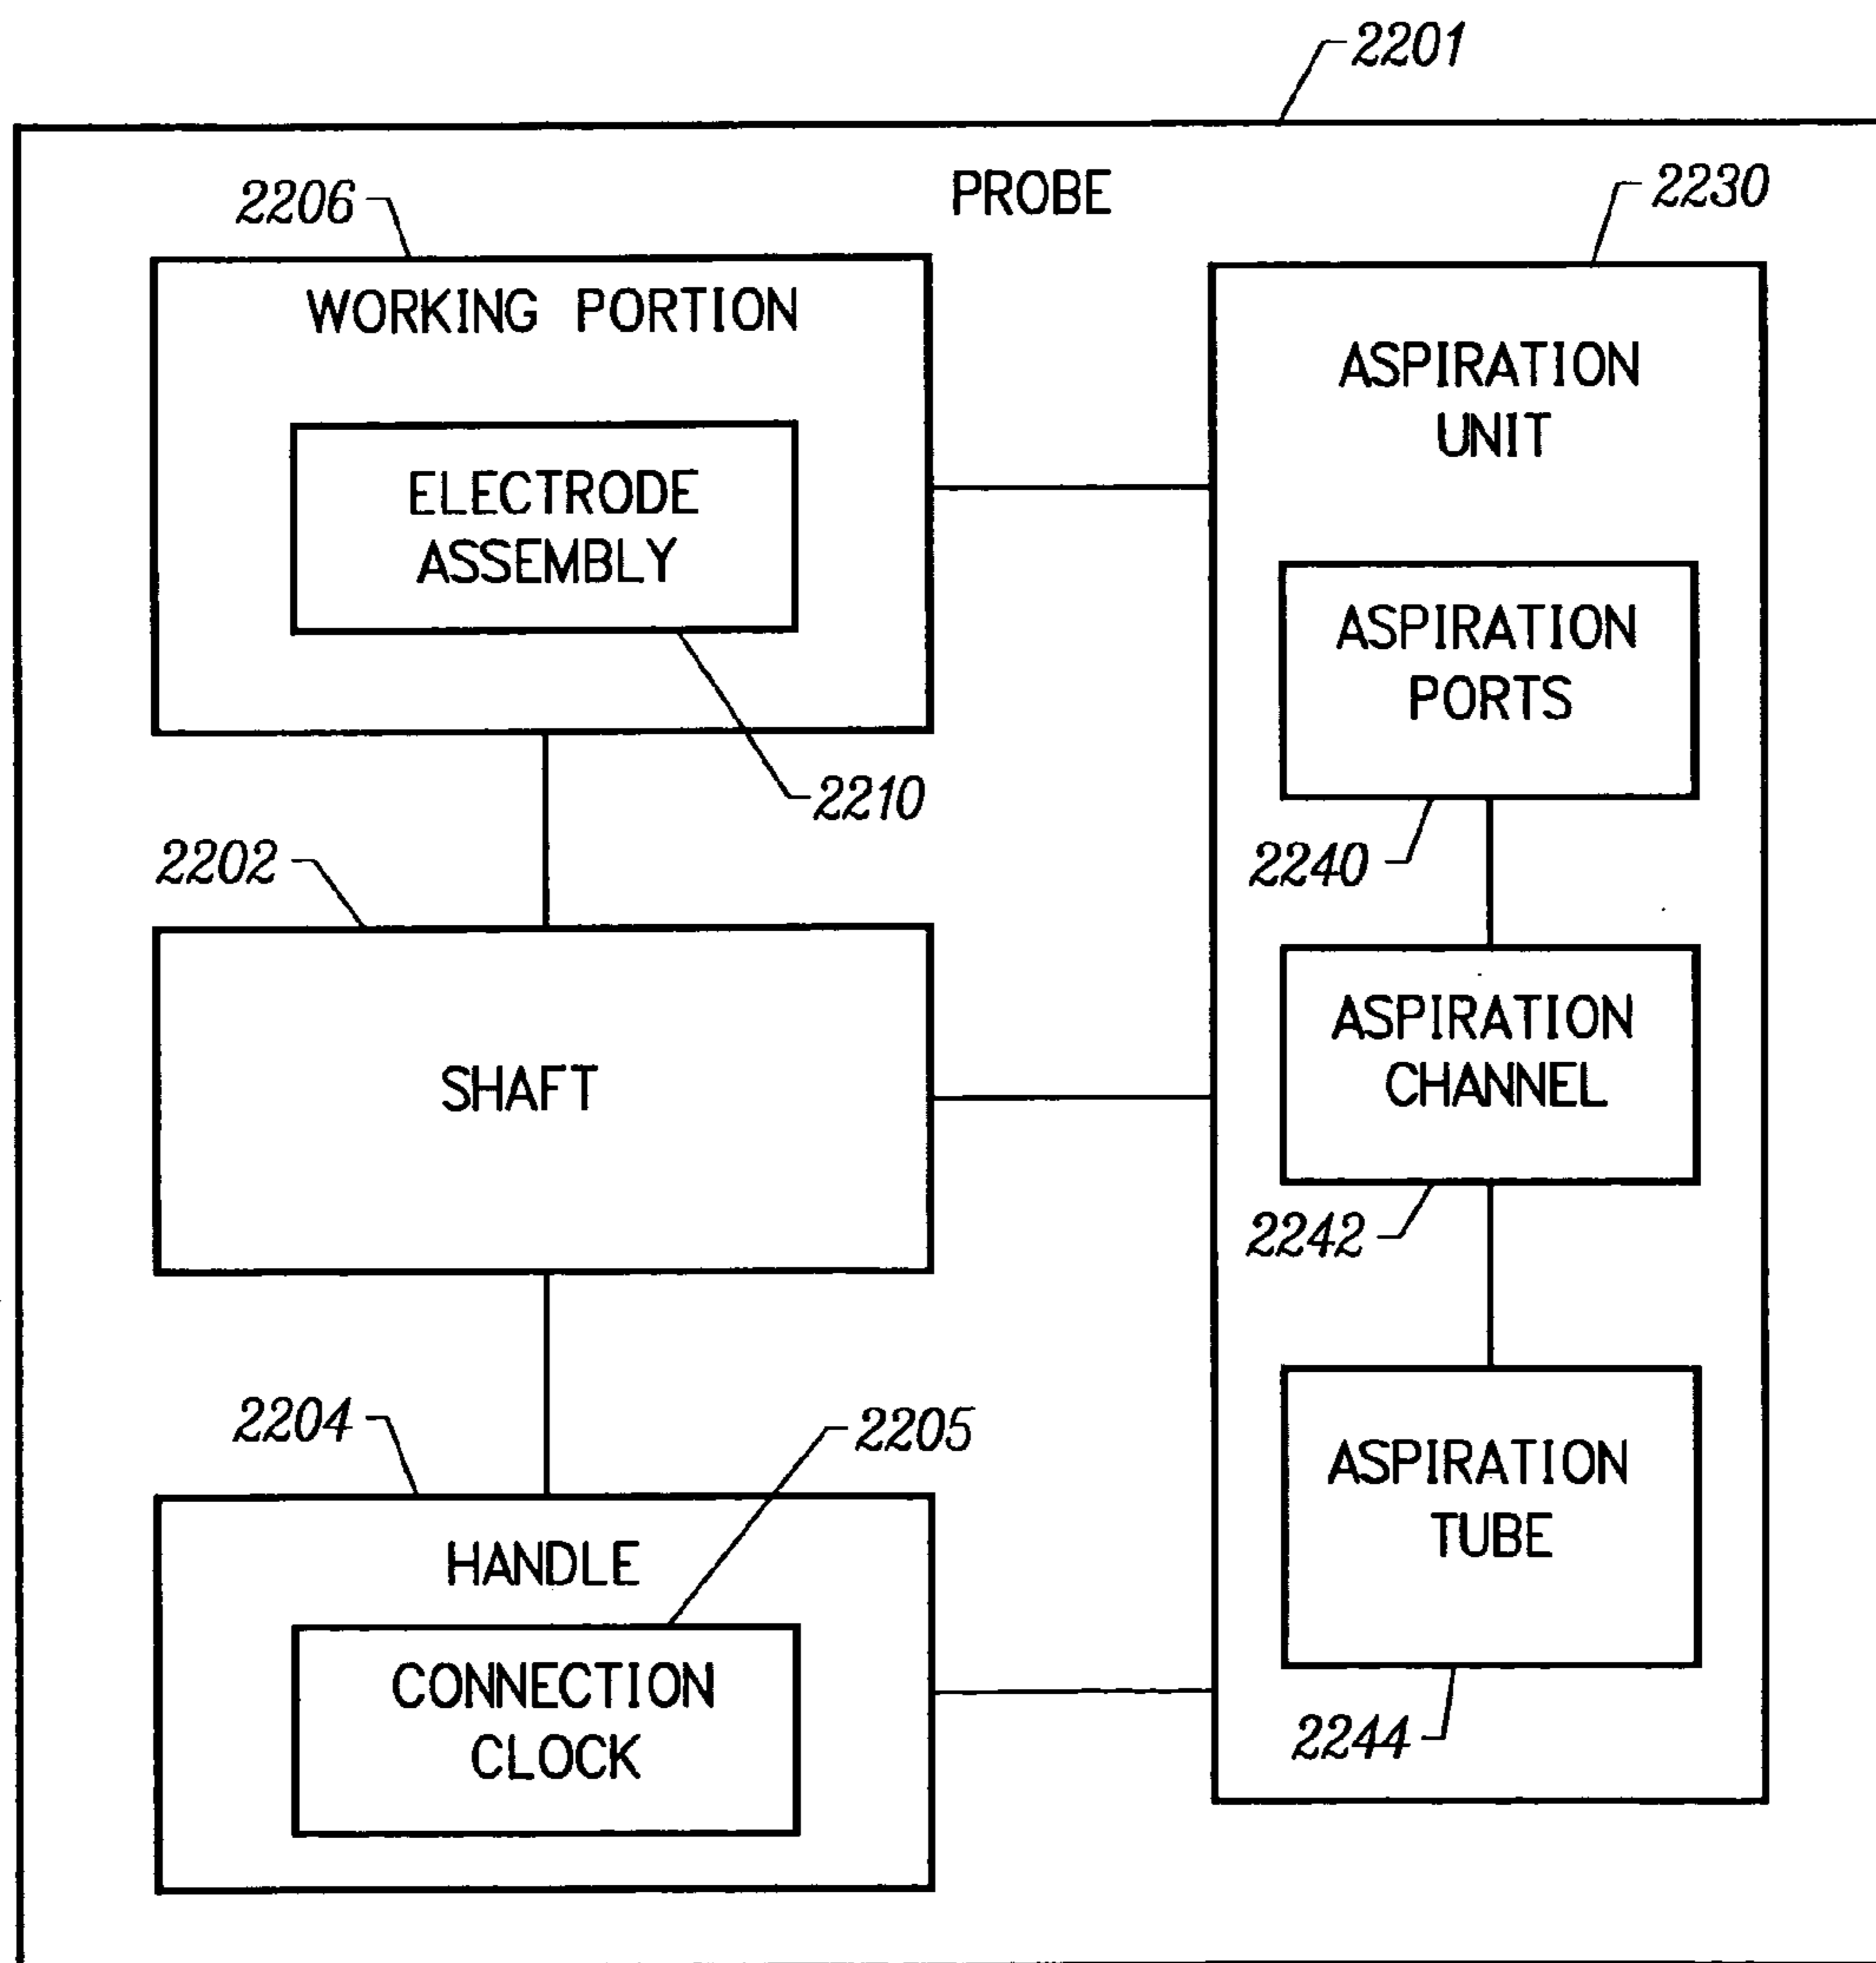 2201
PROBE
2206
2230
WORKING PORTION
ASPIRATION
UNIT
ELECTRODE
ASSEMBLY
ASPIRATION
PORTS
2210
2240
2202
SHAFT
ASPIRATION
CHANNEL
2242
2204
2205
HANDLE
ASPIRATION
TUBE
CONNECTION
CLOCK
2244